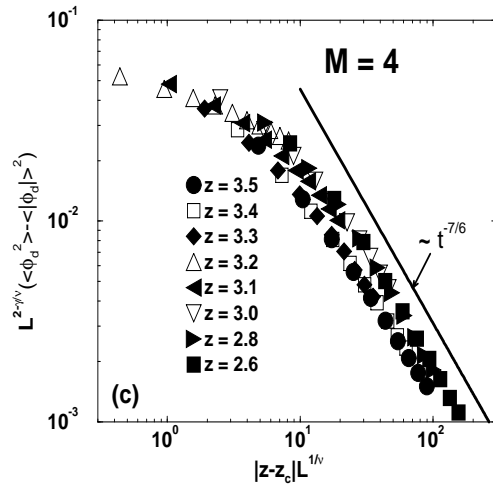 10⁻¹
M = 4
L^{2-γ/ν}(<ϕ_d²>-<|ϕ_d|>²)
z = 3.5
z = 3.4
z = 3.3
z = 3.2
z = 3.1
z = 3.0
z = 2.8
z = 2.6
10⁻²
~ t^{-7/6}
(c)
10⁻³
10⁰ 10¹ 10²
|z-z_c|L^{1/ν}